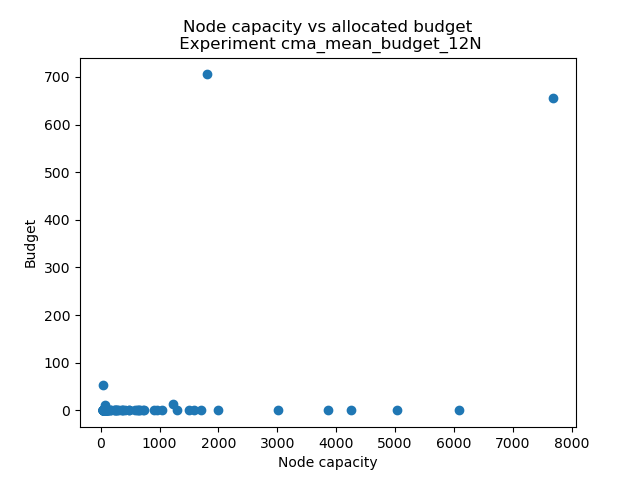 Node capacity vs allocated budget
Experiment cma_mean_budget_12N
700
600
500
400
300
200
100
0
Budget
0 1000 2000 3000 4000 5000 6000 7000 8000
Node capacity